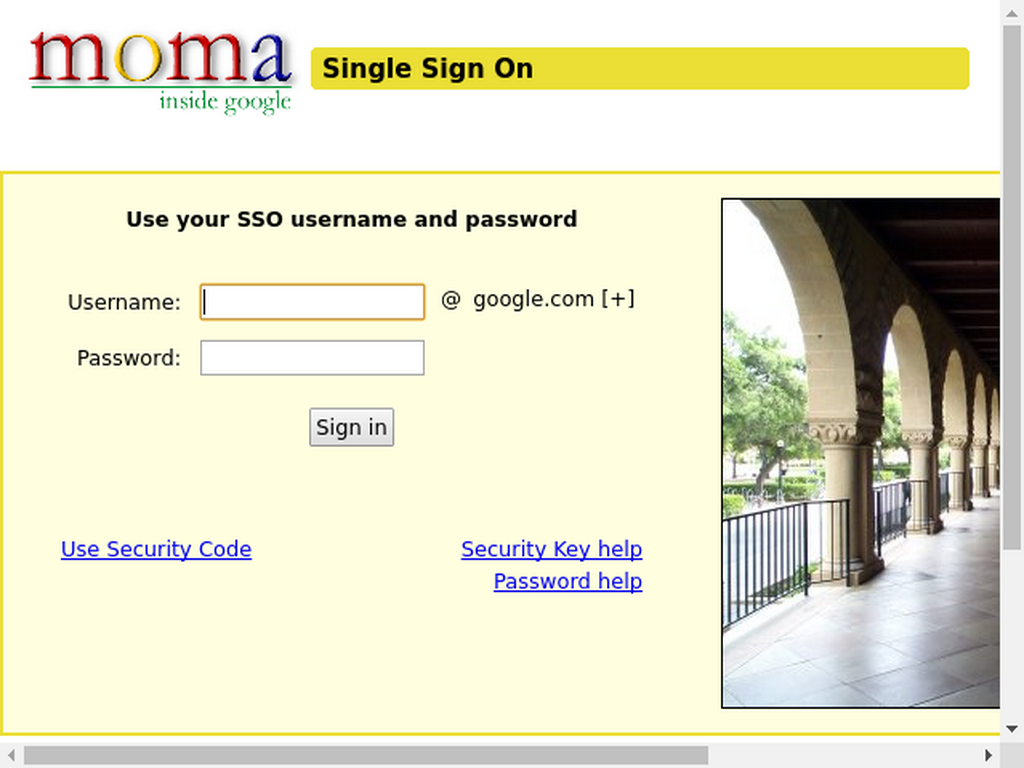 moma
inside google
Single Sign On
Use your SSO username and password
Username: @ google.com [+]
Password:
Sign in
Use Security Code Security Key help
Password help